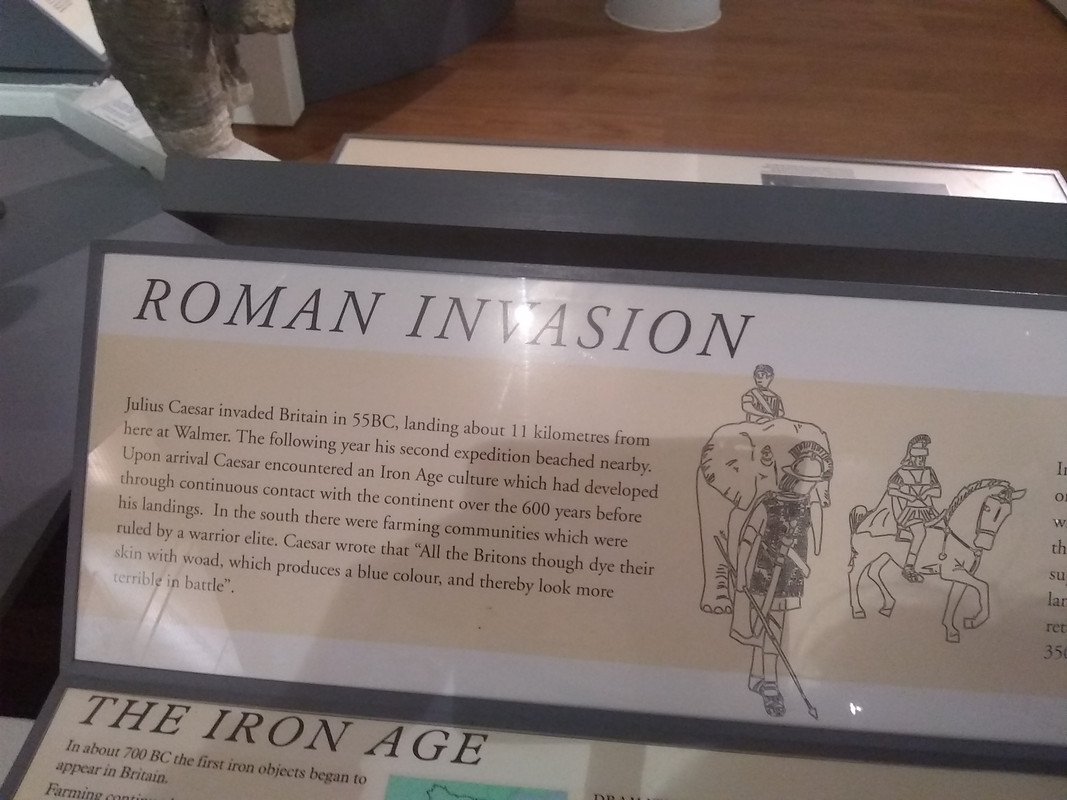 ROMAN INVASION
Julius Caesar invaded Britain in 55BC, landing about 11 kilometres from
here at Walmer. The following year his second expedition beached nearby.
Upon arrival Caesar encountered an Iron Age culture which had developed
through continuous contact with the continent over the 600 years before
his landings. In the south there were farming communities which were
ruled by a warrior elite. Caesar wrote that “All the Britons though dye their
skin with woad, which produces a blue colour, and thereby look more
terrible in battle”.
THE IRON AGE
In about 700 BC the first iron objects began to
appear in Britain.
Farming